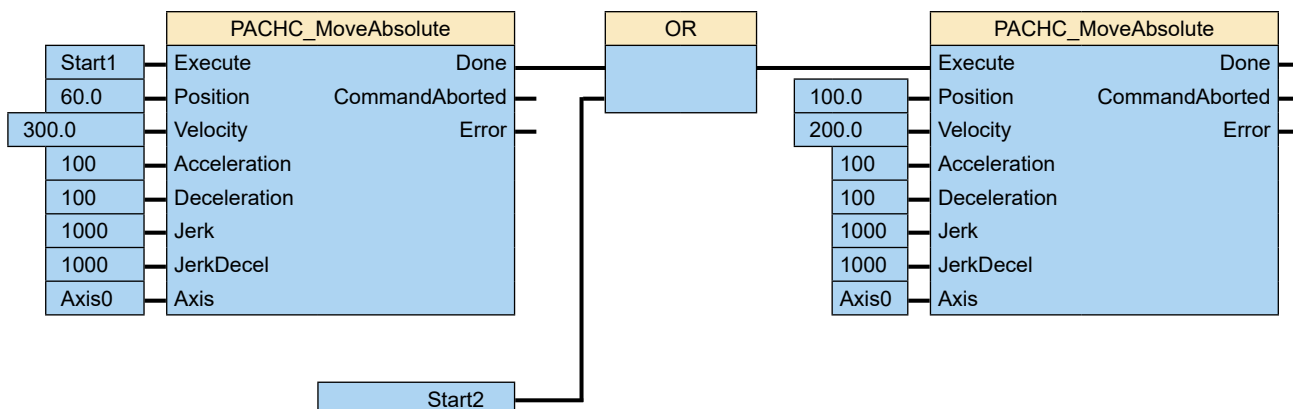 PACHC_MoveAbsolute OR PACHC_MoveAbsolute
Start1 Execute Done Execute Done
60.0 Position CommandAborted 100.0 Position CommandAborted
300.0 Velocity Error 200.0 Velocity Error
100 Acceleration 100 Acceleration
100 Deceleration 100 Deceleration
1000 Jerk 1000 Jerk
1000 JerkDecel 1000 JerkDecel
Axis0 Axis Axis0 Axis
Start2